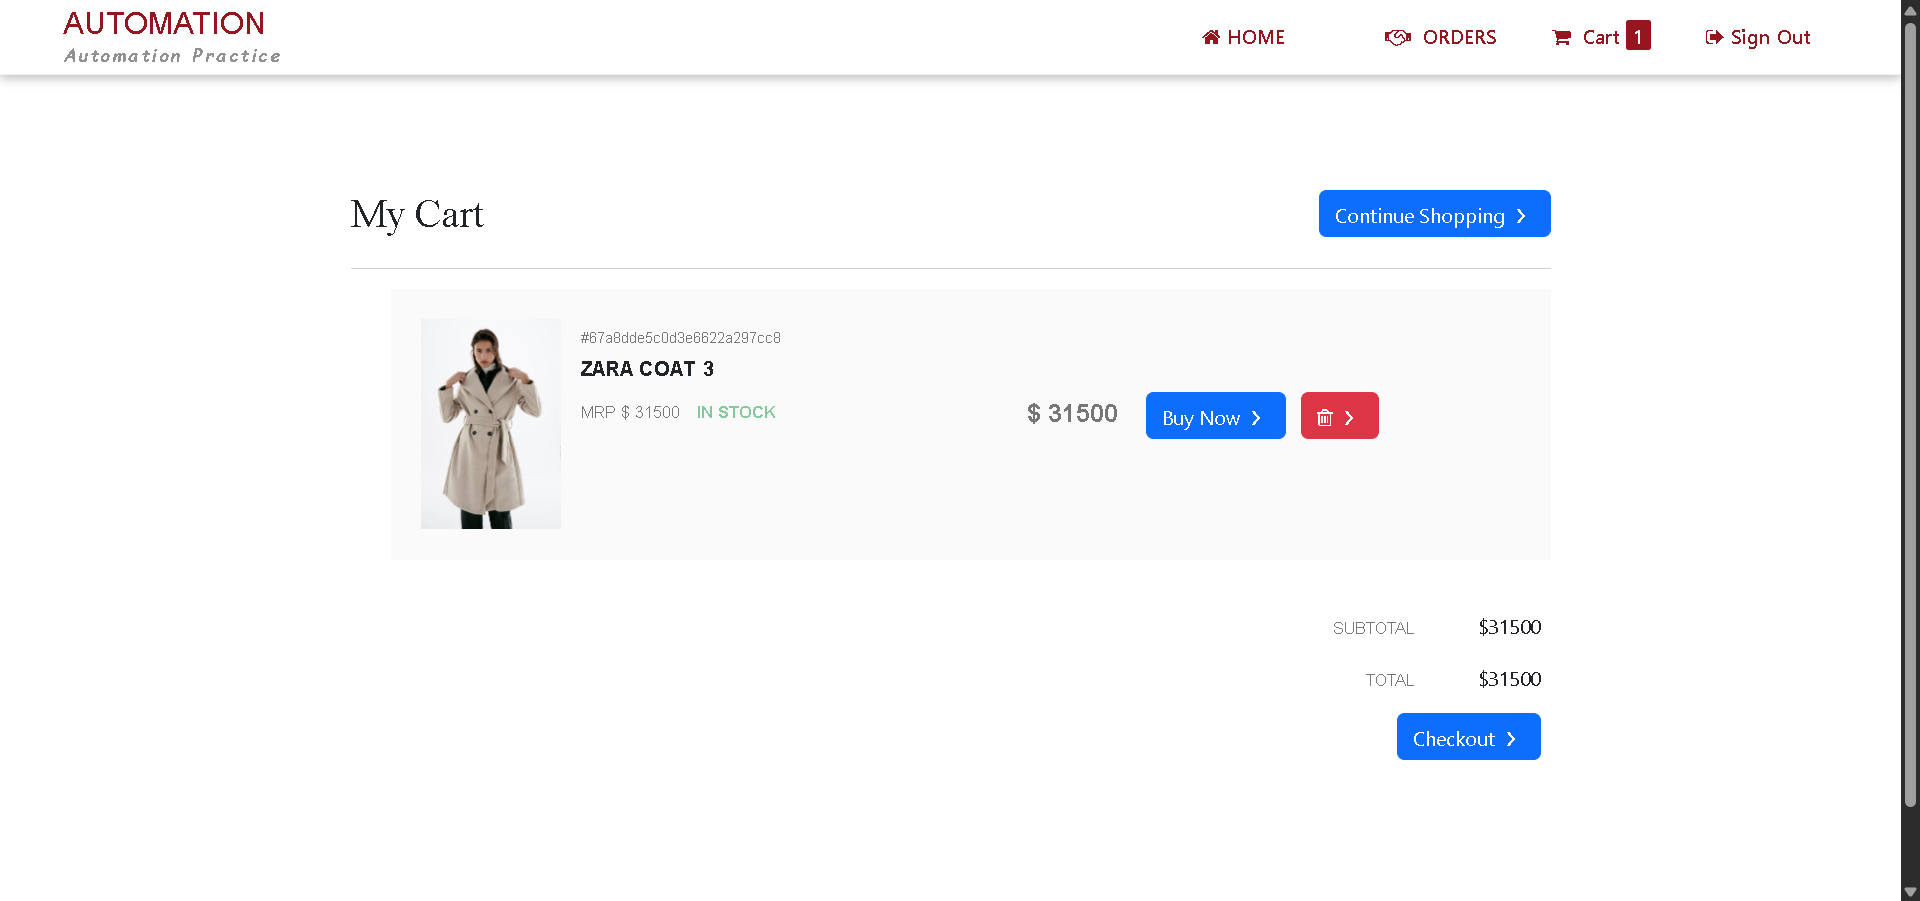 AUTOMATION
Automation Practice
HOME
ORDERS
Cart 1
Sign Out
My Cart
Continue Shopping
#67a8dde5c0d3e6622a297cc8
ZARA COAT 3
MRP $ 31500 IN STOCK
$ 31500
Buy Now
SUBTOTAL $31500
TOTAL $31500
Checkout